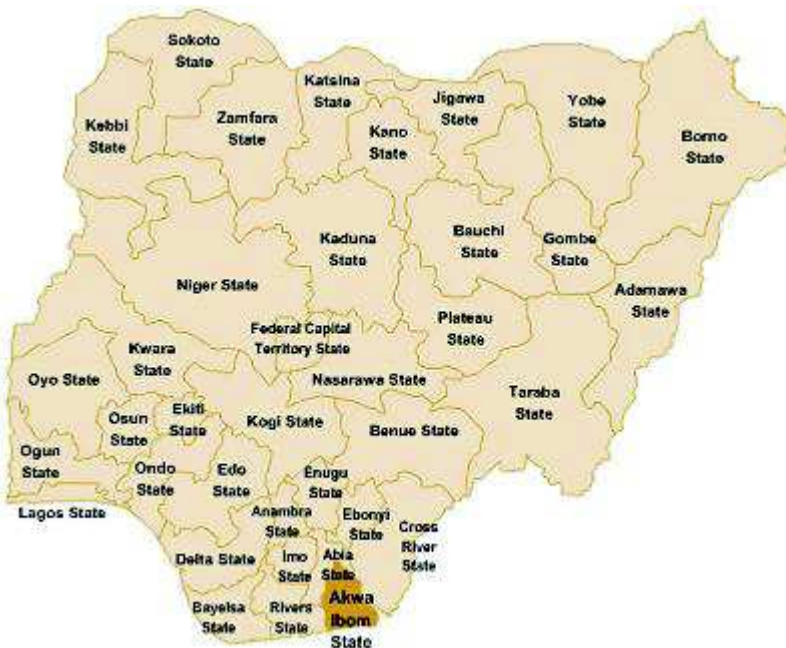 Sokoto
State
Katsina
State
Jigawa
State
Yobe
State
Kebbi
State
Zamfara
State
Kano
State
Borno
State
Kaduna
State
Bauchi
State
Gombe
State
Niger State
Adamawa
State
Federal Capital
Territory State
Plateau
State
Kwara
State
Oyo State
Nasarawa State
Taraba
State
Osun
State
Ekiti
State
Kogi State
Benue State
Ogun
State
Ondo
State
Edo
State
Enugu
State
Lagos State
Anambra
State
Ebonyi
State
Cross
River
State
Delta State
Imo
State
Abia
State
Bayelsa
State
Rivers
State
Akwa
Ibom
State